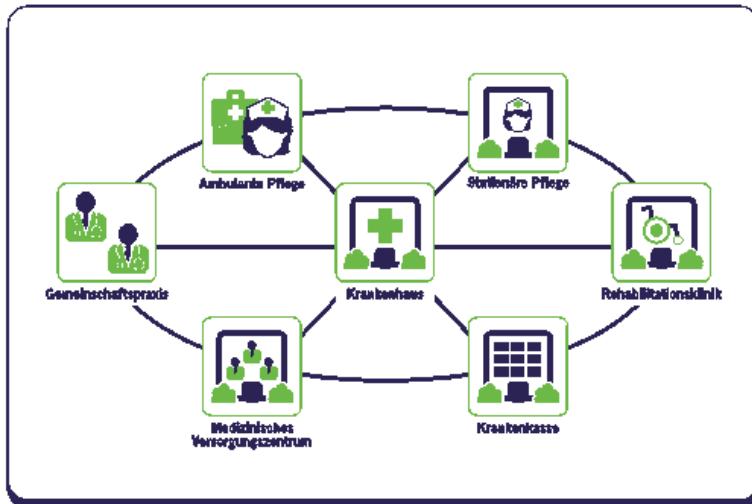 Ambulante Pflege
Stationäre Pflege
Gemeinschaftspraxis
Krankenhaus
Rehabilitationsklinik
Medizinisches
Versorgungszentrum
Krankenkasse